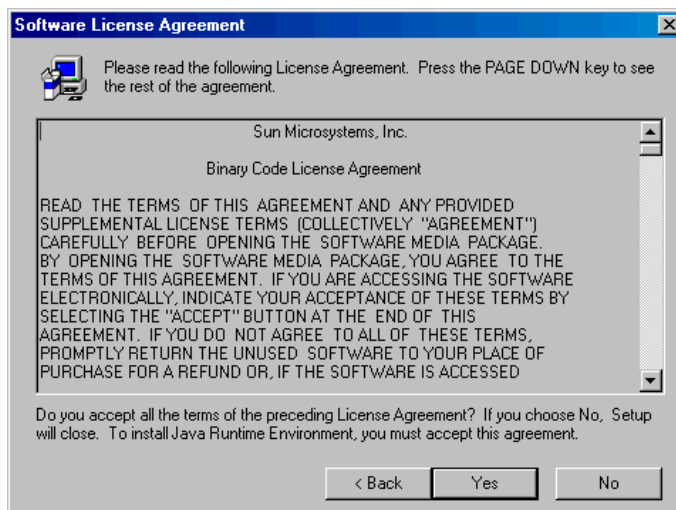 Software License Agreement
Please read the following License Agreement. Press the PAGE DOWN key to see
the rest of the agreement.
Sun Microsystems, Inc.
Binary Code License Agreement
READ THE TERMS OF THIS AGREEMENT AND ANY PROVIDED
SUPPLEMENTAL LICENSE TERMS (COLLECTIVELY "AGREEMENT")
CAREFULLY BEFORE OPENING THE SOFTWARE MEDIA PACKAGE.
BY OPENING THE SOFTWARE MEDIA PACKAGE, YOU AGREE TO THE
TERMS OF THIS AGREEMENT. IF YOU ARE ACCESSING THE SOFTWARE
ELECTRONICALLY, INDICATE YOUR ACCEPTANCE OF THESE TERMS BY
SELECTING THE "ACCEPT" BUTTON AT THE END OF THIS
AGREEMENT. IF YOU DO NOT AGREE TO ALL OF THESE TERMS,
PROMPTLY RETURN THE UNUSED SOFTWARE TO YOUR PLACE OF
PURCHASE FOR A REFUND OR, IF THE SOFTWARE IS ACCESSED
Do you accept all the terms of the preceding License Agreement? If you choose No, Setup
will close. To install Java Runtime Environment, you must accept this agreement.
< Back Yes No